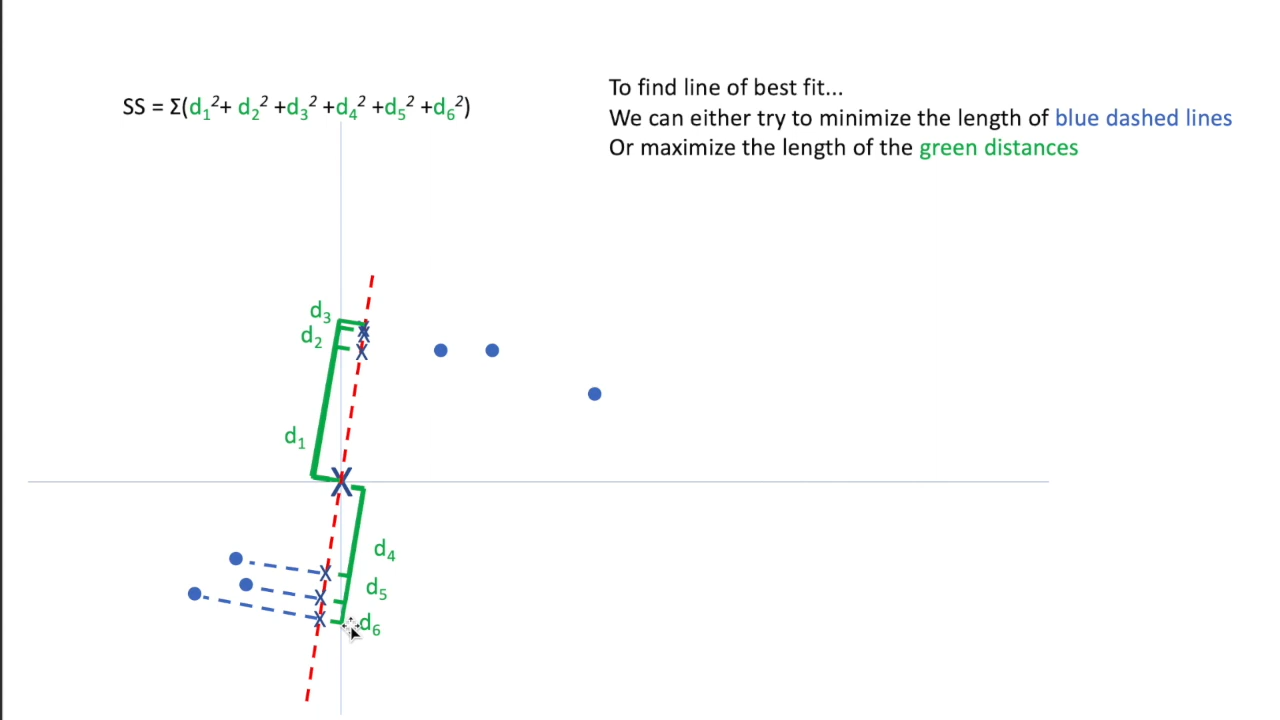 SS = Σ(d₁²+ d₂² +d₃² +d₄² +d₅² +d₆²)
To find line of best fit...
We can either try to minimize the length of blue dashed lines
Or maximize the length of the green distances
d₃
d₂
X
X
X
d₁
X
d₄
X
d₅
X
X
d₆